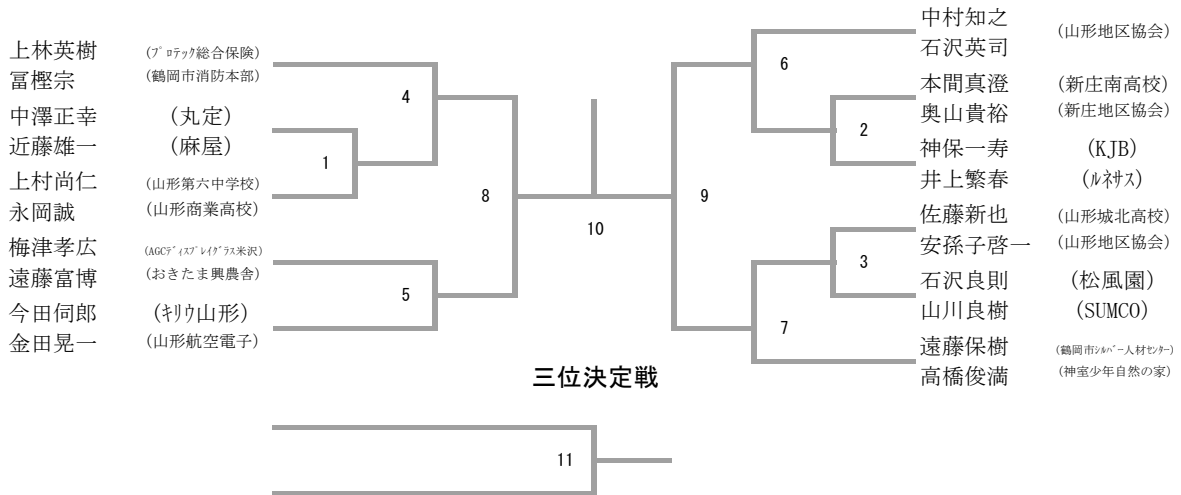 上林英樹 (プロテック総合保険)
冨樫宗 (鶴岡市消防本部)
中澤正幸 (丸定)
近藤雄一 (麻屋)
上村尚仁 (山形第六中学校)
永岡誠 (山形商業高校)
梅津孝広 (AGCディスプレイグラス米沢)
遠藤富博 (おきたま興農舎)
今田伺郎 (キリウ山形)
金田晃一 (山形航空電子)
4
1
8
5
10
6
2
9
3
7
中村知之 (山形地区協会)
石沢英司
本間真澄 (新庄南高校)
奥山貴裕 (新庄地区協会)
神保一寿 (KJB)
井上繁春 (ルネサス)
佐藤新也 (山形城北高校)
安孫子啓一 (山形地区協会)
石沢良則 (松風園)
山川良樹 (SUMCO)
遠藤保樹 (鶴岡市シルバー人材センター)
高橋俊満 (神室少年自然の家)
三位決定戦
11